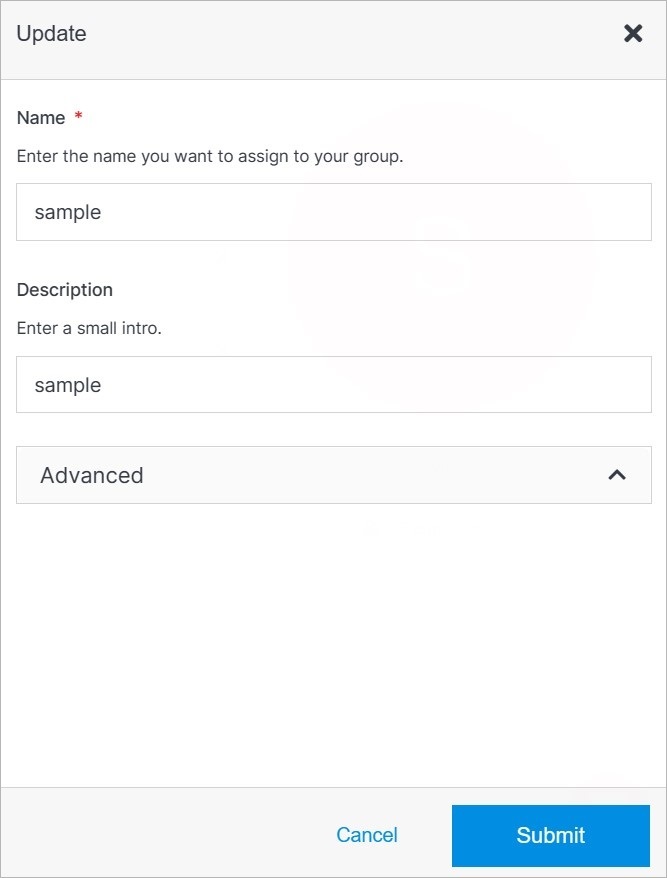 Update
Name *
Enter the name you want to assign to your group.
sample
Description
Enter a small intro.
sample
Advanced
Cancel
Submit